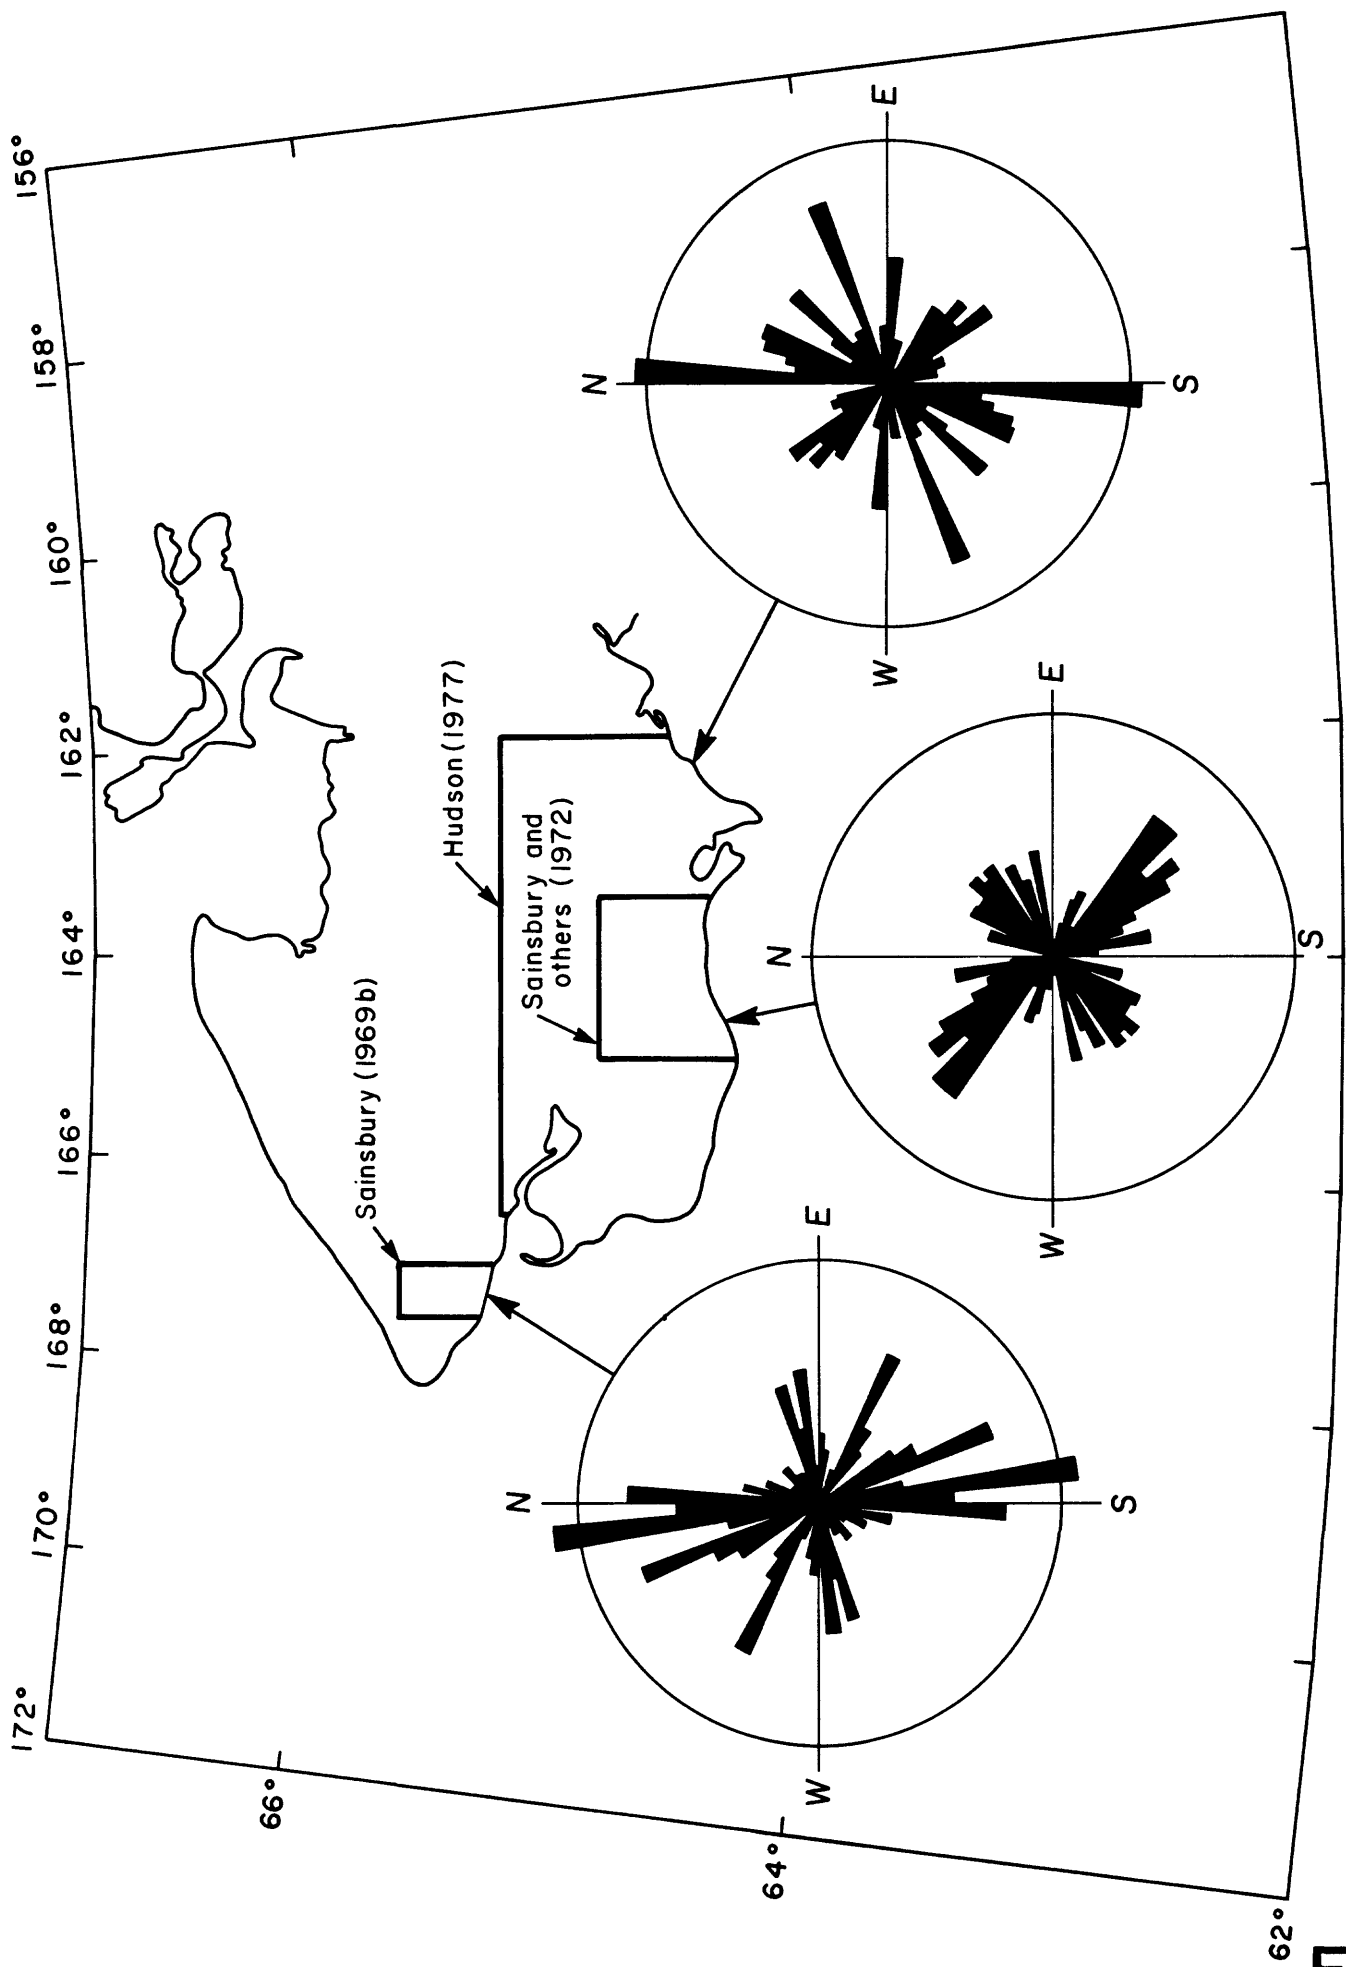 172°
170°
168°
166°
164°
162°
160°
158°
156°
66°
64°
62°
Sainsbury (1969b)
Hudson (1977)
Sainsbury and
others (1972)
N
W
E
S
N
W
E
S
N
W
E
S